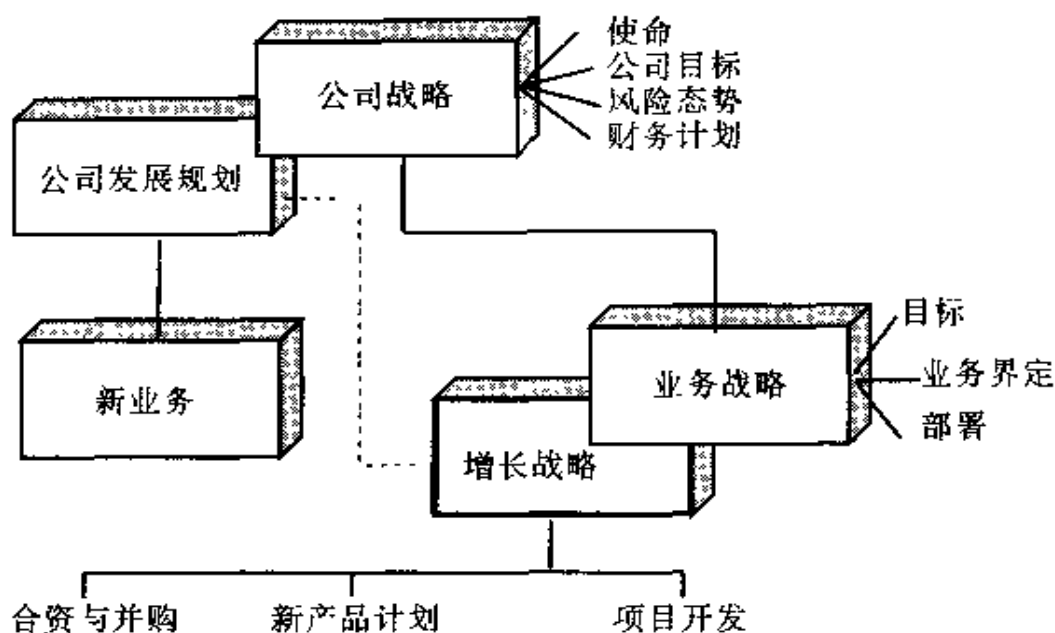 使命
公司目标
公司战略
风险态势
财务计划
公司发展规划
目标
新业务
业务战略
业务界定
部署
增长战略
合资与并购
新产品计划
项目开发